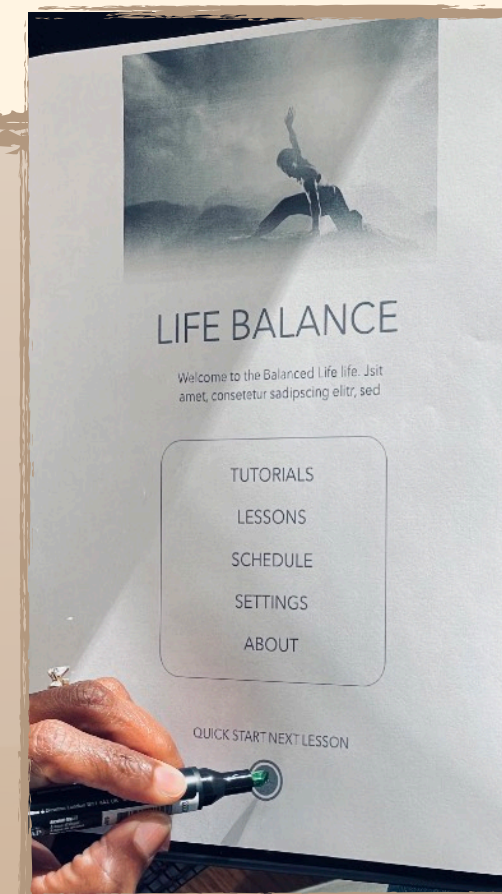 LIFE BALANCE
Welcome to the Balanced Life life. Jsit
amet, consetetur sadipscing elitr, sed
TUTORIALS
LESSONS
SCHEDULE
SETTINGS
ABOUT
QUICK START NEXT LESSON